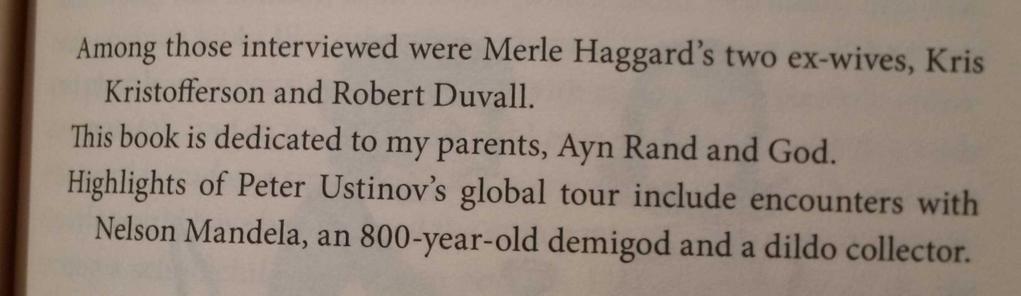 Among those interviewed were Merle Haggard’s two ex-wives, Kris
Kristofferson and Robert Duvall.
This book is dedicated to my parents, Ayn Rand and God.
Highlights of Peter Ustinov’s global tour include encounters with
Nelson Mandela, an 800-year-old demigod and a dildo collector.